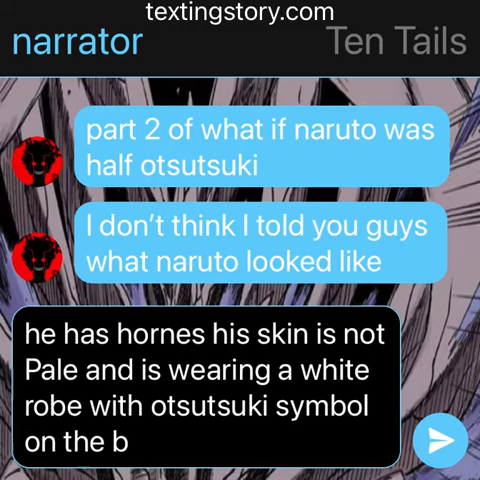 textingstory.com
narrator
Ten Tails
part 2 of what if naruto was
half otsutsuki
I don't think I told you guys
what naruto looked like
he has hornes his skin is not
Pale and is wearing a white
robe with otsutsuki symbol
on the b